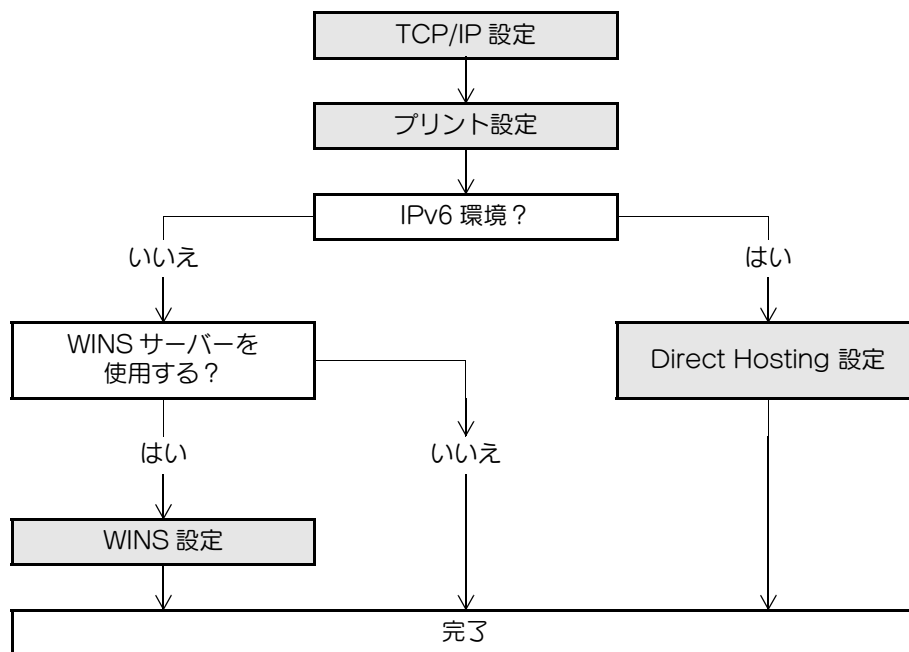 TCP/IP 設定
プリント設定
IPv6 環境？
いいえ
はい
WINS サーバーを
使用する？
Direct Hosting 設定
はい
いいえ
WINS 設定
完了